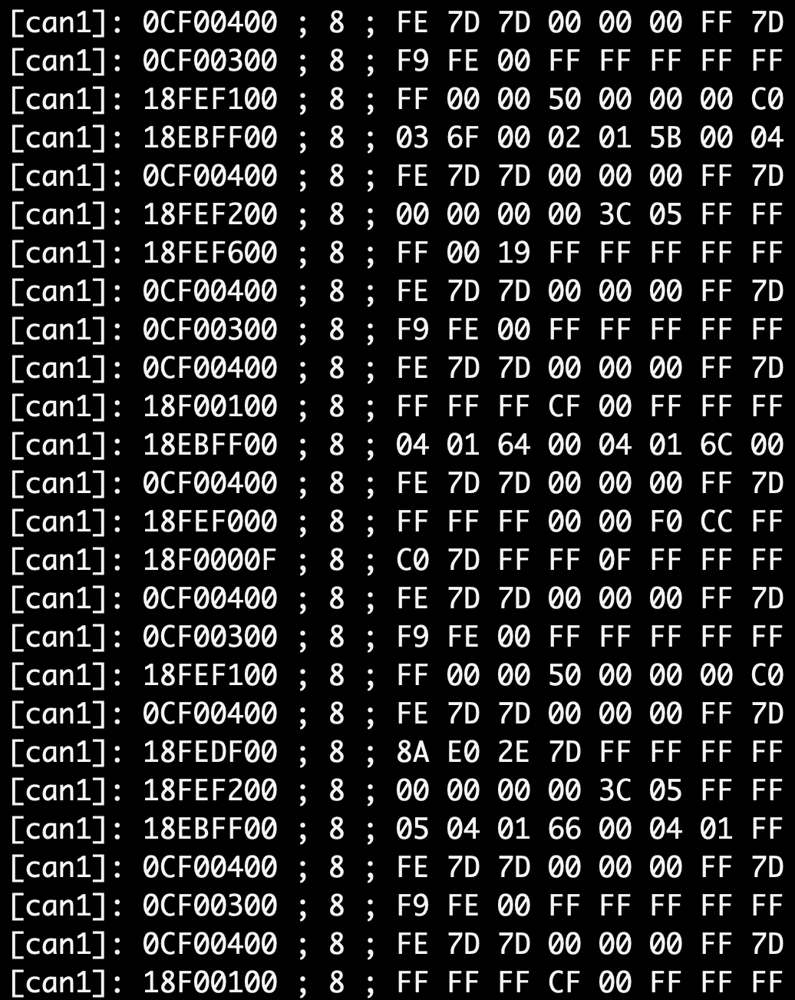 [can1]: 0CF00400 ; 8 ; FE 7D 7D 00 00 00 FF 7D
[can1]: 0CF00300 ; 8 ; F9 FE 00 FF FF FF FF FF
[can1]: 18FEF100 ; 8 ; FF 00 00 50 00 00 00 C0
[can1]: 18EBFF00 ; 8 ; 03 6F 00 02 01 5B 00 04
[can1]: 0CF00400 ; 8 ; FE 7D 7D 00 00 00 FF 7D
[can1]: 18FEF200 ; 8 ; 00 00 00 00 3C 05 FF FF
[can1]: 18FEF600 ; 8 ; FF 00 19 FF FF FF FF FF
[can1]: 0CF00400 ; 8 ; FE 7D 7D 00 00 00 FF 7D
[can1]: 0CF00300 ; 8 ; F9 FE 00 FF FF FF FF FF
[can1]: 0CF00400 ; 8 ; FE 7D 7D 00 00 00 FF 7D
[can1]: 18F00100 ; 8 ; FF FF FF CF 00 FF FF FF
[can1]: 18EBFF00 ; 8 ; 04 01 64 00 04 01 6C 00
[can1]: 0CF00400 ; 8 ; FE 7D 7D 00 00 00 FF 7D
[can1]: 18FEF000 ; 8 ; FF FF FF 00 00 F0 CC FF
[can1]: 18F0000F ; 8 ; C0 7D FF FF 0F FF FF FF
[can1]: 0CF00400 ; 8 ; FE 7D 7D 00 00 00 FF 7D
[can1]: 0CF00300 ; 8 ; F9 FE 00 FF FF FF FF FF
[can1]: 18FEF100 ; 8 ; FF 00 00 50 00 00 00 C0
[can1]: 0CF00400 ; 8 ; FE 7D 7D 00 00 00 FF 7D
[can1]: 18FEDF00 ; 8 ; 8A E0 2E 7D FF FF FF FF
[can1]: 18FEF200 ; 8 ; 00 00 00 00 3C 05 FF FF
[can1]: 18EBFF00 ; 8 ; 05 04 01 66 00 04 01 FF
[can1]: 0CF00400 ; 8 ; FE 7D 7D 00 00 00 FF 7D
[can1]: 0CF00300 ; 8 ; F9 FE 00 FF FF FF FF FF
[can1]: 0CF00400 ; 8 ; FE 7D 7D 00 00 00 FF 7D
[can1]: 18F00100 ; 8 ; FF FF FF CF 00 FF FF FF